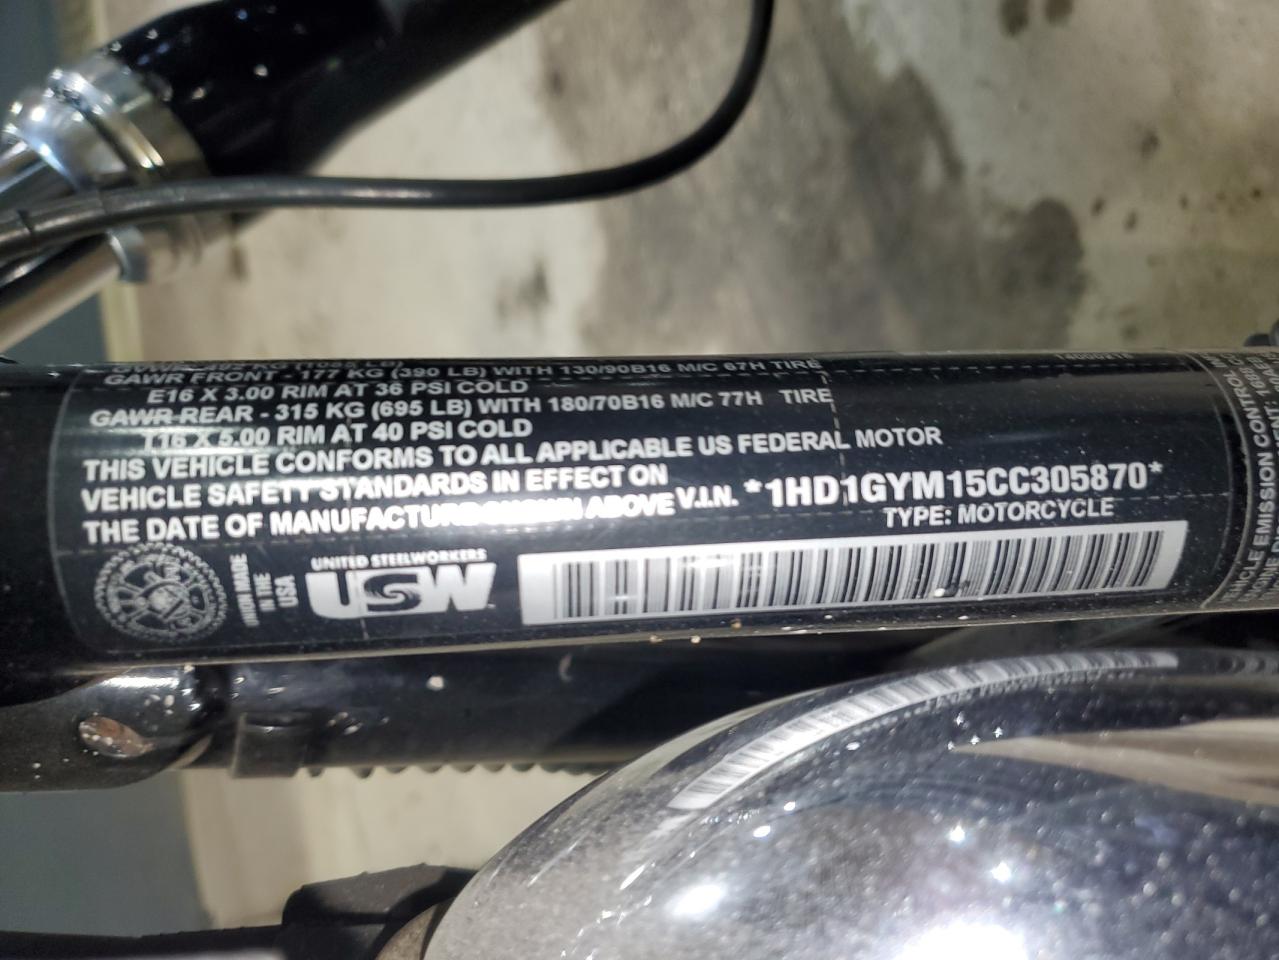 GAWR FRONT - 177 KG (390 LB) WITH 130/90B16 M/C 67H TIRE
E16 X 3.00 RIM AT 36 PSI COLD
GAWR REAR - 315 KG (695 LB) WITH 180/70B16 M/C 77H TIRE
T16 X 5.00 RIM AT 40 PSI COLD
THIS VEHICLE CONFORMS TO ALL APPLICABLE US FEDERAL MOTOR
VEHICLE SAFETY STANDARDS IN EFFECT ON
THE DATE OF MANUFACTURE SHOWN ABOVE V.I.N. *1HD1GYM15CC305870*
TYPE: MOTORCYCLE
UNION MADE
IN THE
USA
UNITED STEELWORKERS
USW